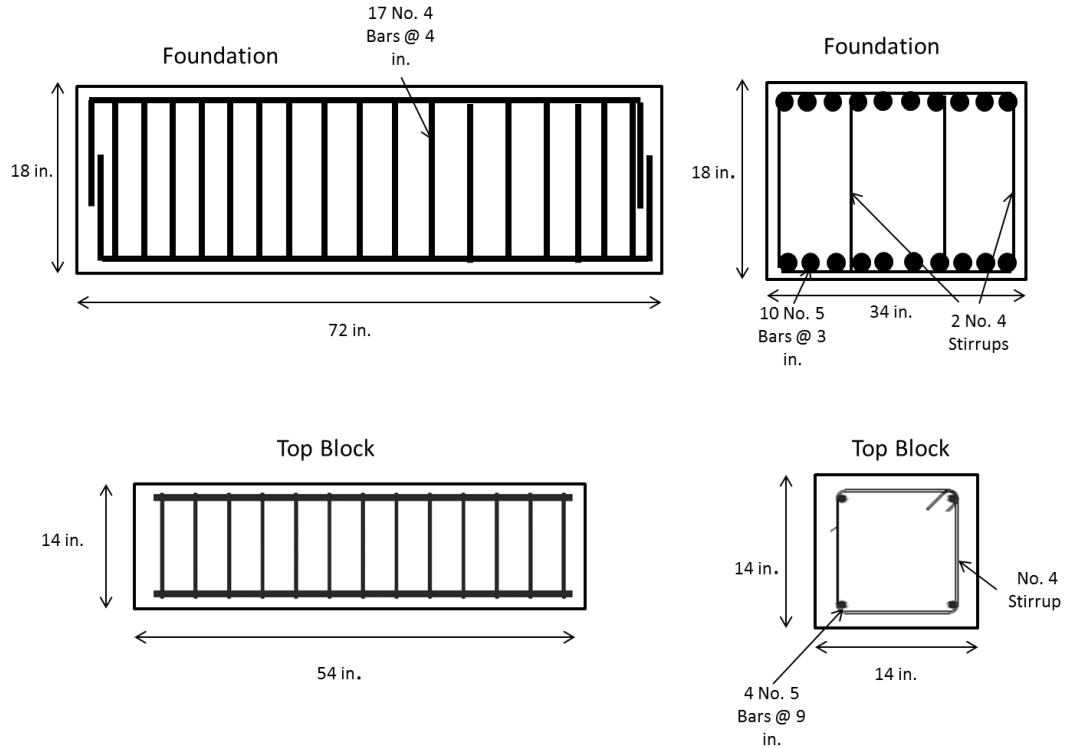 17 No. 4
Bars @ 4
in.
Foundation
18 in.
72 in.
Foundation
18 in.
34 in.
10 No. 5
Bars @ 3
in.
2 No. 4
Stirrups
Top Block
14 in.
54 in.
Top Block
14 in.
14 in.
No. 4
Stirrup
4 No. 5
Bars @ 9
in.